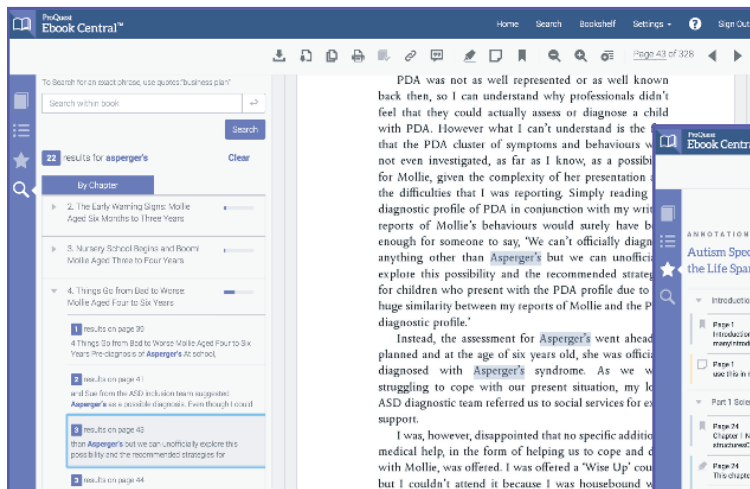 ProQuest
Ebook Central™
Home Search Bookshelf Settings ? Sign Out
Page 43 of 328
To Search for an exact phrase, use quotes:"business plan"
Search within book
Search
22 results for asperger's Clear
By Chapter
2. The Early Warning Signs: Mollie
Aged Six Months to Three Years
3. Nursery School Begins and Boom!
Mollie Aged Three to Four Years
4. Things Go from Bad to Worse:
Mollie Aged Four to Six Years
1 results on page 39
4 Things Go from Bad to Worse Mollie Aged Four to Six
Years Pre-diagnosis of Asperger's At school,
2 results on page 41
and Sue from the ASD inclusion team suggested
Asperger's as a possible diagnosis. Even though I could
3 results on page 43
than Asperger's but we can unofficially explore this
possibility and the recommended strategies for
3 results on page 44
PDA was not as well represented or as well known
back then, so I can understand why professionals didn't
feel that they could actually assess or diagnose a child
with PDA. However what I can't understand is the f
that the PDA cluster of symptoms and behaviours w
not even investigated, as far as I know, as a possibi
for Mollie, given the complexity of her presentation a
the difficulties that I was reporting. Simply reading
diagnostic profile of PDA in conjunction with my writ
reports of Mollie's behaviours would surely have b
enough for someone to say, 'We can't officially diagn
anything other than Asperger's but we can unofficia
explore this possibility and the recommended strateg
for children who present with the PDA profile due to
huge similarity between my reports of Mollie and the P
diagnostic profile.'
Instead, the assessment for Asperger's went ahead
planned and at the age of six years old, she was officia
diagnosed with Asperger's syndrome. As we w
struggling to cope with our present situation, my lo
ASD diagnostic team referred us to social services for ex
support.
I was, however, disappointed that no specific additio
medical help, in the form of helping us to cope and d
with Mollie, was offered. I was offered a 'Wise Up' cou
but I couldn't attend it because I was housebound w
ProQuest
Ebook Centra
ANNOTATION
Autism Spec
the Life Spa
Introductio
Page 1
Introduction
manyIntrodu
Page 1
use this in r
Part 1 Scie
Page 24
Chapter 1 N
structuresC
Page 24
This chapte